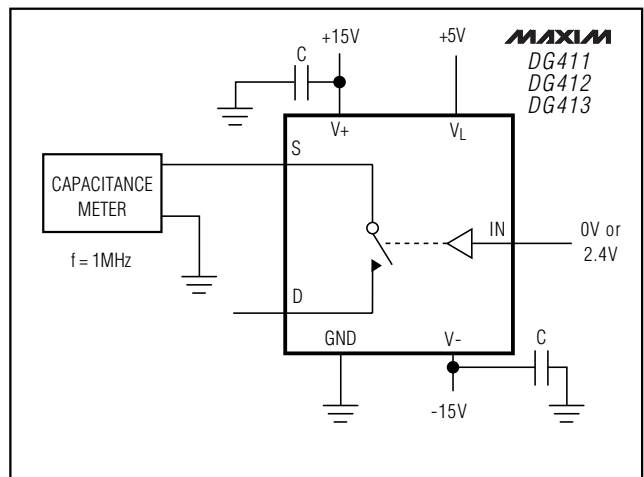 +15V
+5V
MAXIM
DG411
DG412
DG413
C
V+
VL
S
CAPACITANCE
METER
f = 1MHz
IN
0V or
2.4V
D
GND
V-
C
-15V